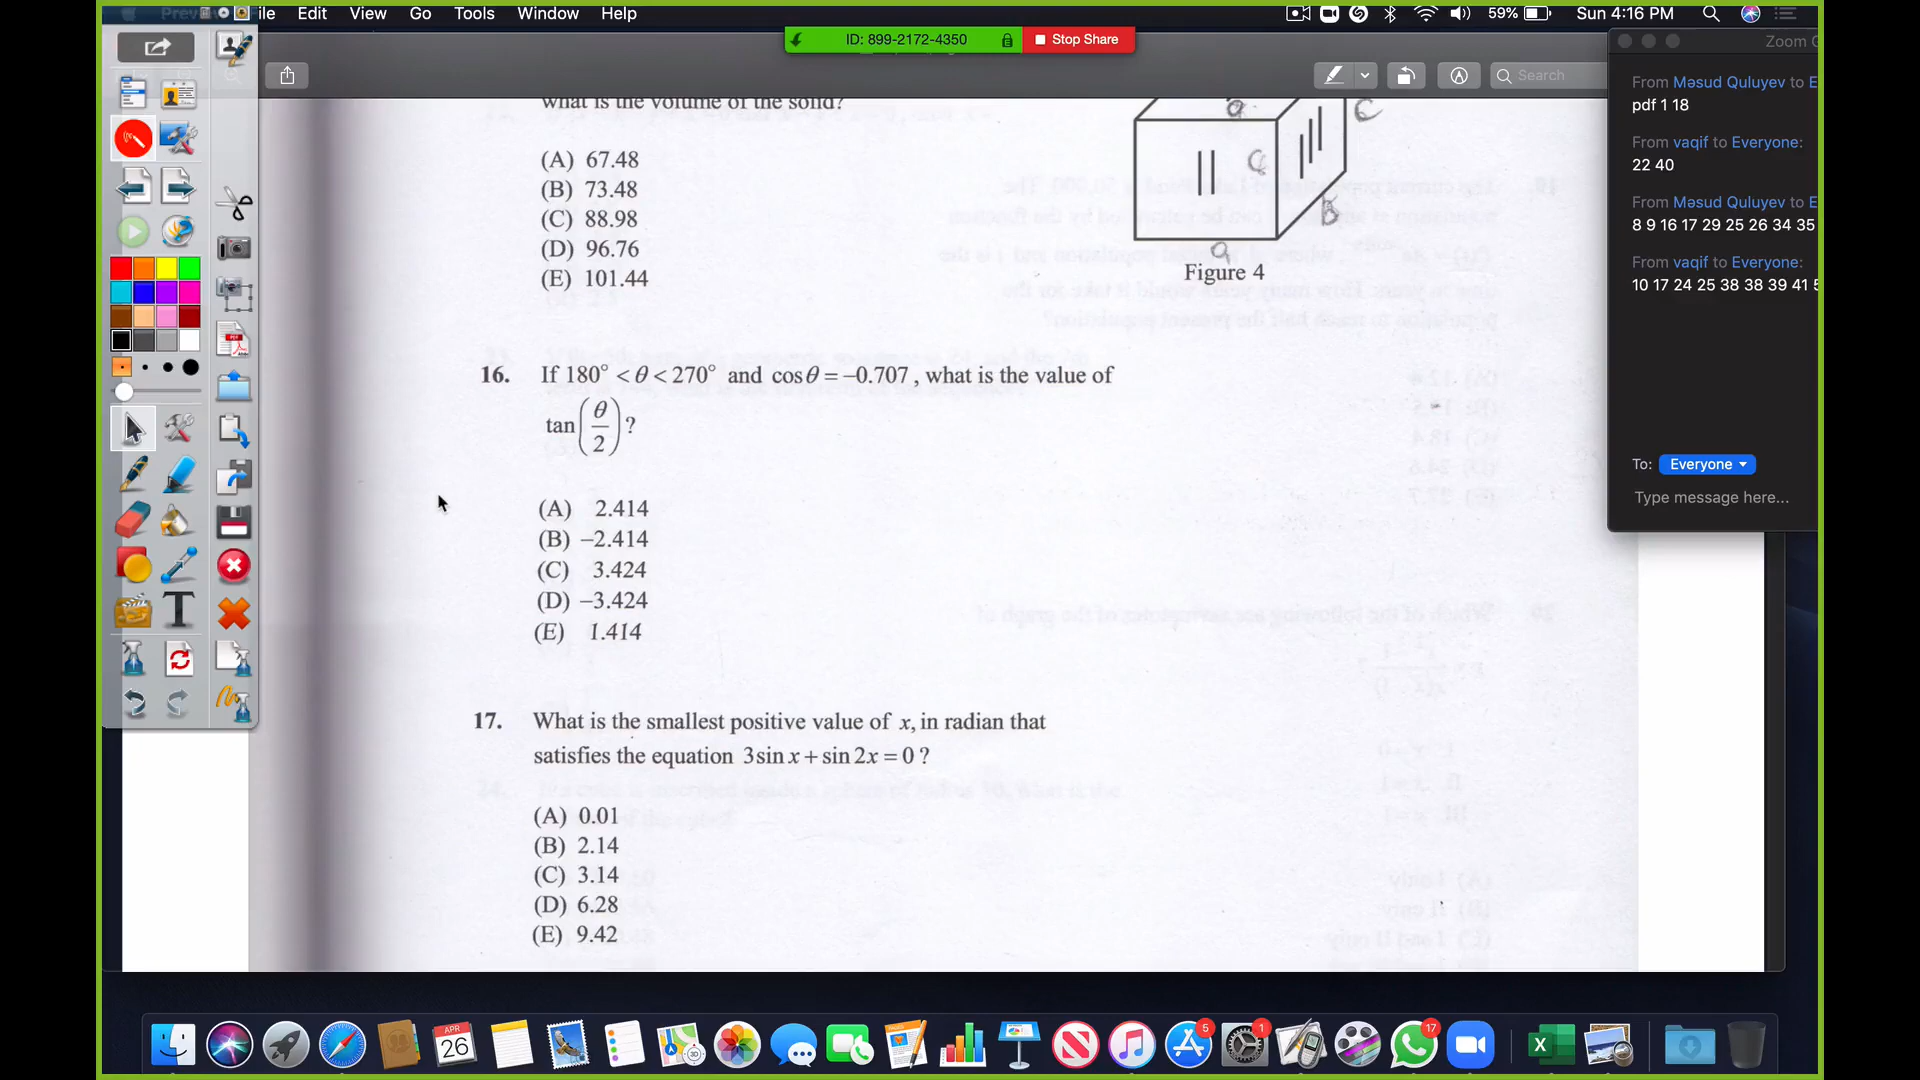 File Edit View Go Tools Window Help
59% Sun 4:16 PM
ID: 899-2172-4350 Stop Share
Search
Zoom G
From Məsud Quluyev to E
pdf 1 18
From vaqif to Everyone:
22 40
From Məsud Quluyev to E
8 9 16 17 29 25 26 34 35
From vaqif to Everyone:
10 17 24 25 38 38 39 41 5
To: Everyone
Type message here...
what is the volume of the solid?
(A) 67.48
(B) 73.48
(C) 88.98
(D) 96.76
(E) 101.44
a
C
C
B
a
Figure 4
16. If 180° < θ < 270° and cos θ = –0.707 , what is the value of
tan(θ/2)?
(A) 2.414
(B) –2.414
(C) 3.424
(D) –3.424
(E) 1.414
17. What is the smallest positive value of x, in radian that
satisfies the equation 3sin x + sin 2x = 0 ?
(A) 0.01
(B) 2.14
(C) 3.14
(D) 6.28
(E) 9.42
T
APR
26
5
1
17
X